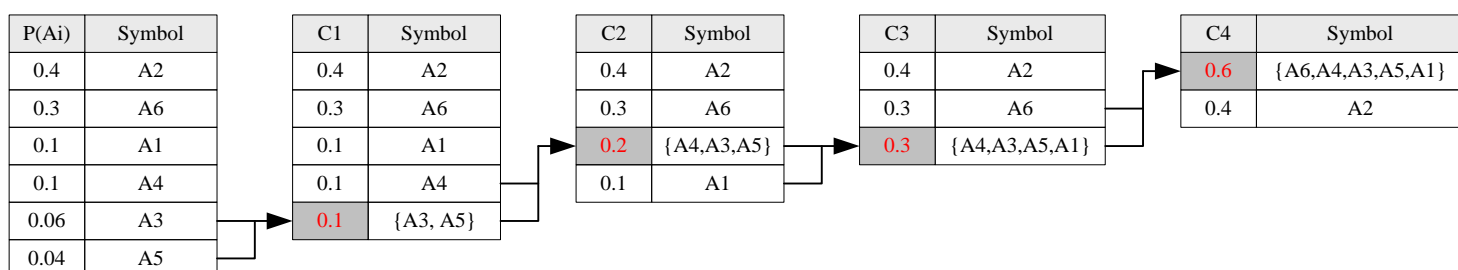 P(Ai) Symbol C1 Symbol C2 Symbol C3 Symbol C4 Symbol
0.4 A2 0.4 A2 0.4 A2 0.4 A2 0.6 {A6,A4,A3,A5,A1}
0.3 A6 0.3 A6 0.3 A6 0.3 A6 0.4 A2
0.1 A1 0.1 A1 0.2 {A4,A3,A5} 0.3 {A4,A3,A5,A1}
0.1 A4 0.1 A4 0.1 A1
0.06 A3 0.1 {A3, A5}
0.04 A5